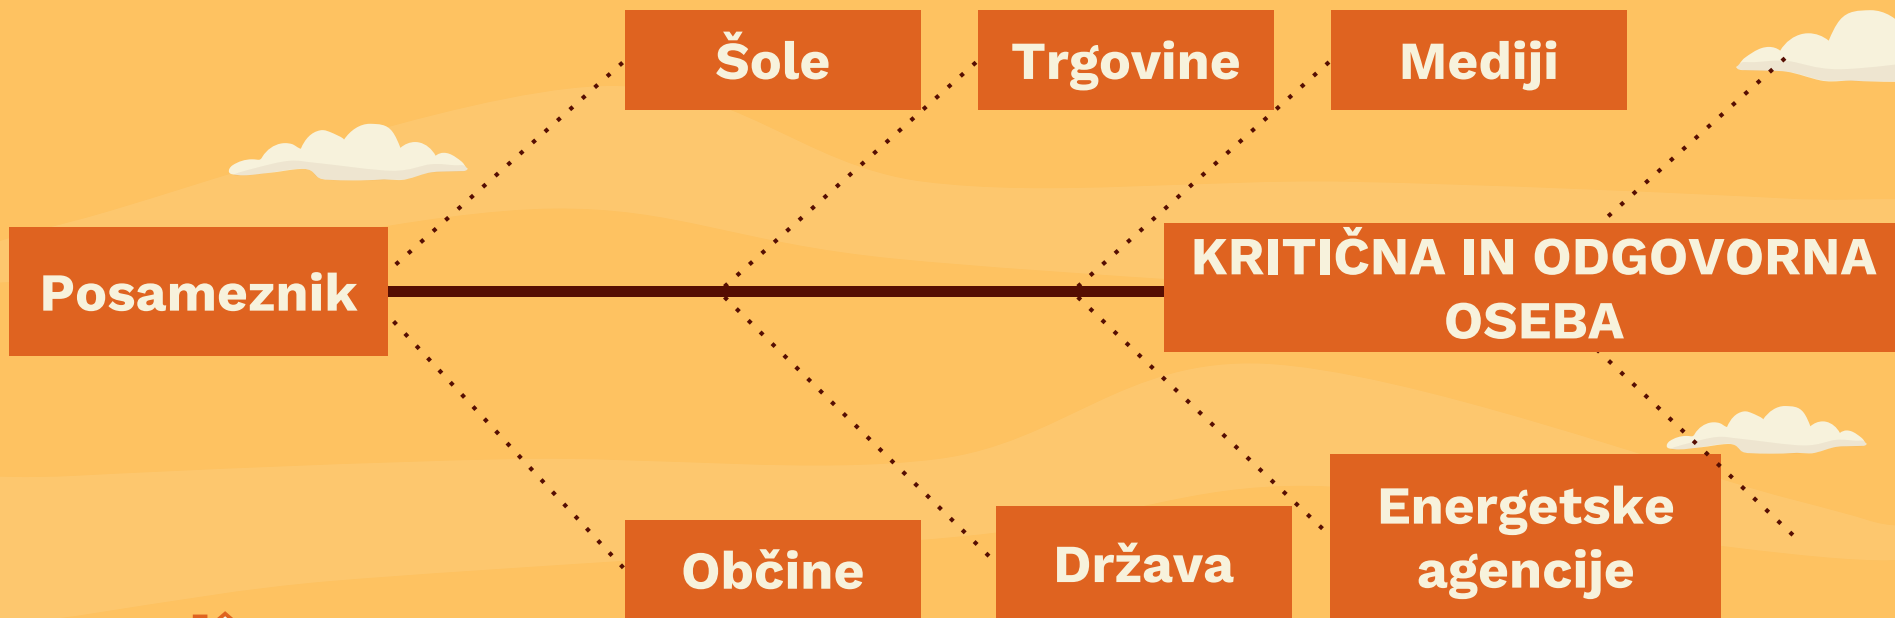 Šole
Trgovine
Mediji
Posameznik
KRITIČNA IN ODGOVORNA
OSEBA
Občine
Država
Energetske
agencije